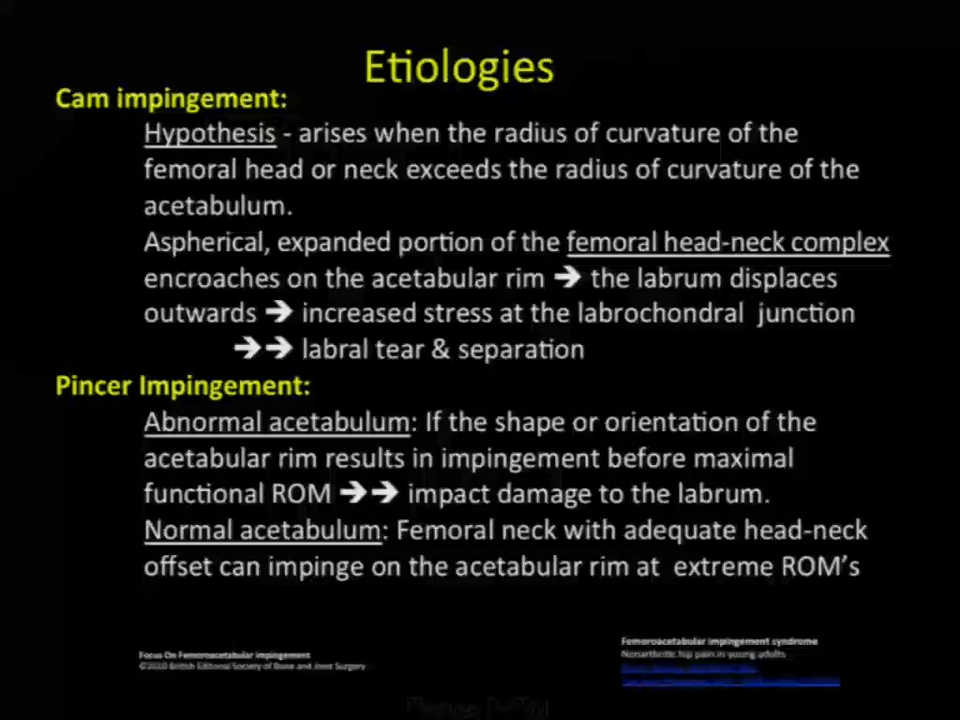 Etiologies
Cam impingement:
Hypothesis - arises when the radius of curvature of the
femoral head or neck exceeds the radius of curvature of the
acetabulum.
Aspherical, expanded portion of the femoral head-neck complex
encroaches on the acetabular rim ➔ the labrum displaces
outwards ➔ increased stress at the labrochondral junction
➔➔ labral tear & separation
Pincer Impingement:
Abnormal acetabulum: If the shape or orientation of the
acetabular rim results in impingement before maximal
functional ROM ➔➔ impact damage to the labrum.
Normal acetabulum: Femoral neck with adequate head-neck
offset can impinge on the acetabular rim at extreme ROM's
Focus On Femoroacetabular impingement
©2010 British Editorial Society of Bone and Joint Surgery
Femoroacetabular impingement syndrome
Nonarthritic hip pain in young adults